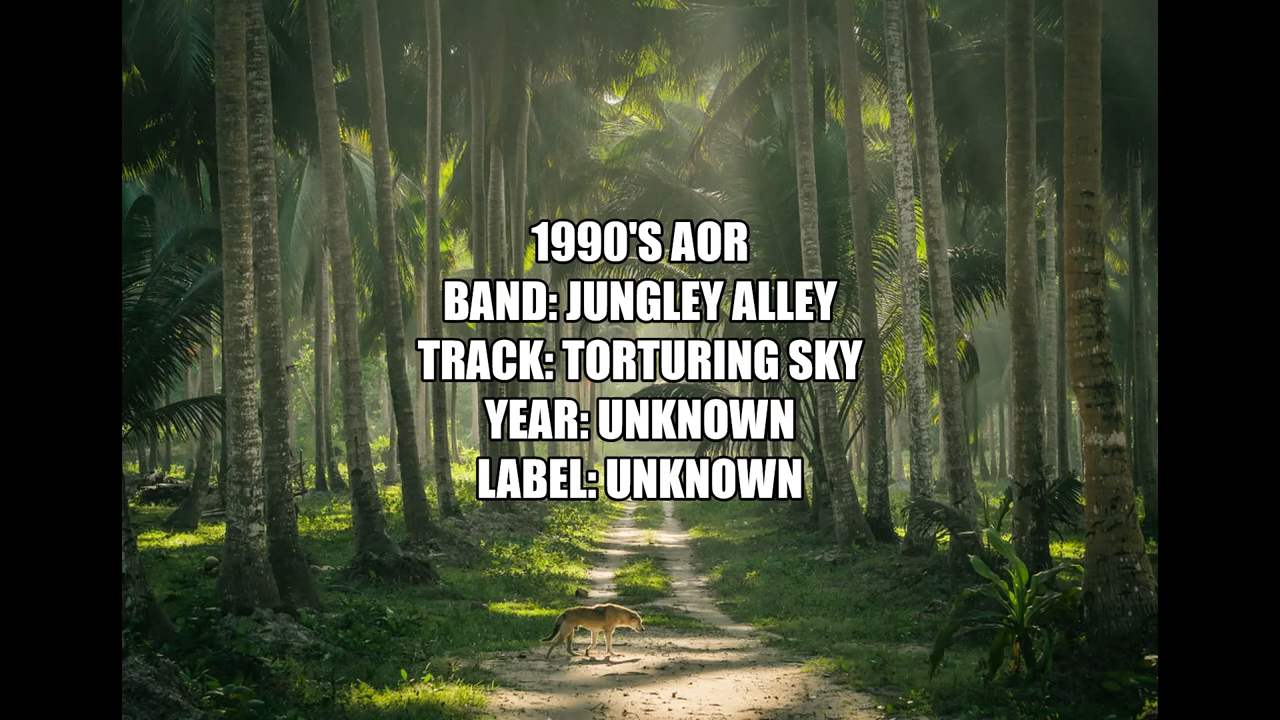 1990'S AOR
BAND: JUNGLEY ALLEY
TRACK: TORTURING SKY
YEAR: UNKNOWN
LABEL: UNKNOWN